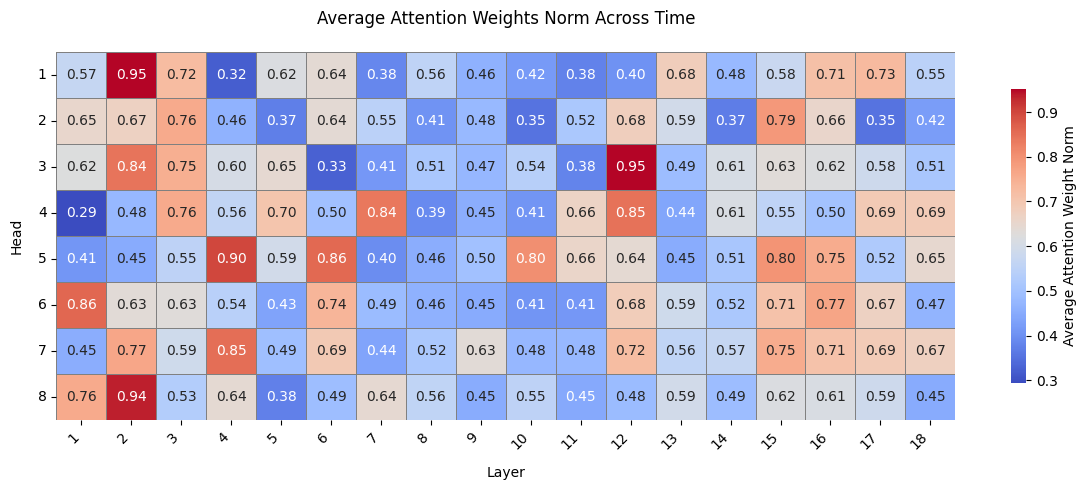 Average Attention Weights Norm Across Time
1 0.57 0.95 0.72 0.32 0.62 0.64 0.38 0.56 0.46 0.42 0.38 0.40 0.68 0.48 0.58 0.71 0.73 0.55
2 0.65 0.67 0.76 0.46 0.37 0.64 0.55 0.41 0.48 0.35 0.52 0.68 0.59 0.37 0.79 0.66 0.35 0.42
3 0.62 0.84 0.75 0.60 0.65 0.33 0.41 0.51 0.47 0.54 0.38 0.95 0.49 0.61 0.63 0.62 0.58 0.51
4 0.29 0.48 0.76 0.56 0.70 0.50 0.84 0.39 0.45 0.41 0.66 0.85 0.44 0.61 0.55 0.50 0.69 0.69
5 0.41 0.45 0.55 0.90 0.59 0.86 0.40 0.46 0.50 0.80 0.66 0.64 0.45 0.51 0.80 0.75 0.52 0.65
6 0.86 0.63 0.63 0.54 0.43 0.74 0.49 0.46 0.45 0.41 0.41 0.68 0.59 0.52 0.71 0.77 0.67 0.47
7 0.45 0.77 0.59 0.85 0.49 0.69 0.44 0.52 0.63 0.48 0.48 0.72 0.56 0.57 0.75 0.71 0.69 0.67
8 0.76 0.94 0.53 0.64 0.38 0.49 0.64 0.56 0.45 0.55 0.45 0.48 0.59 0.49 0.62 0.61 0.59 0.45
1 2 3 4 5 6 7 8 9 10 11 12 13 14 15 16 17 18
Layer
Head
0.9
0.8
0.7
0.6
0.5
0.4
0.3
Average Attention Weight Norm